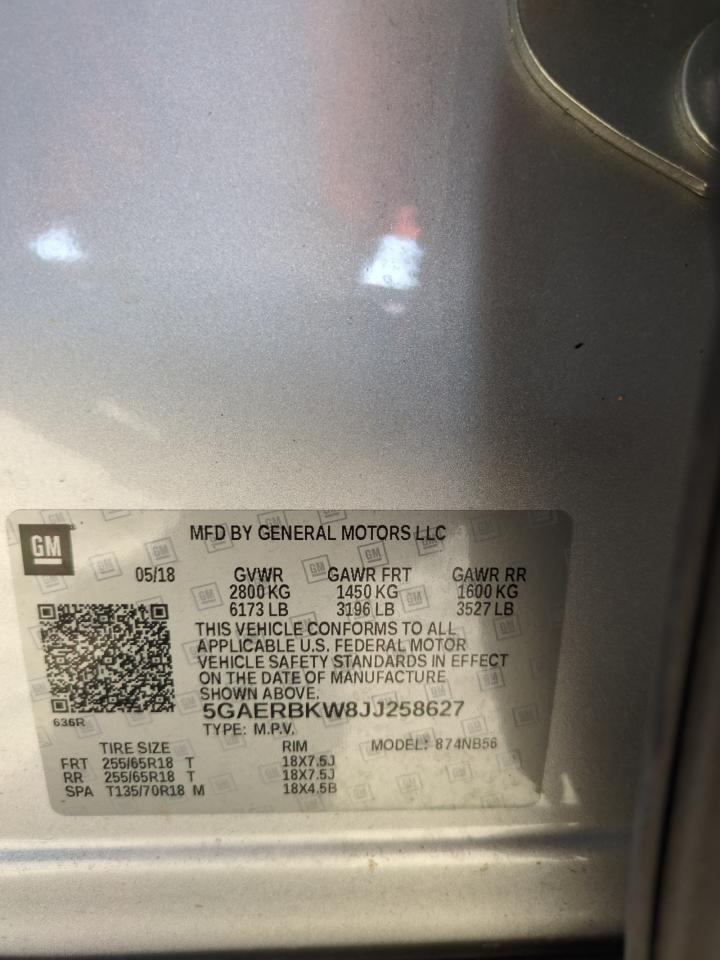 GM
MFD BY GENERAL MOTORS LLC
05/18 GVWR GAWR FRT GAWR RR
2800 KG 1450 KG 1600 KG
6173 LB 3196 LB 3527 LB
THIS VEHICLE CONFORMS TO ALL
APPLICABLE U.S. FEDERAL MOTOR
VEHICLE SAFETY STANDARDS IN EFFECT
ON THE DATE OF MANUFACTURE
SHOWN ABOVE.
5GAERBKW8JJ258627
636R
TYPE: M.P.V.
TIRE SIZE RIM MODEL: 874NB56
FRT 255/65R18 T 18X7.5J
RR 255/65R18 T 18X7.5J
SPA T135/70R18 M 18X4.5B